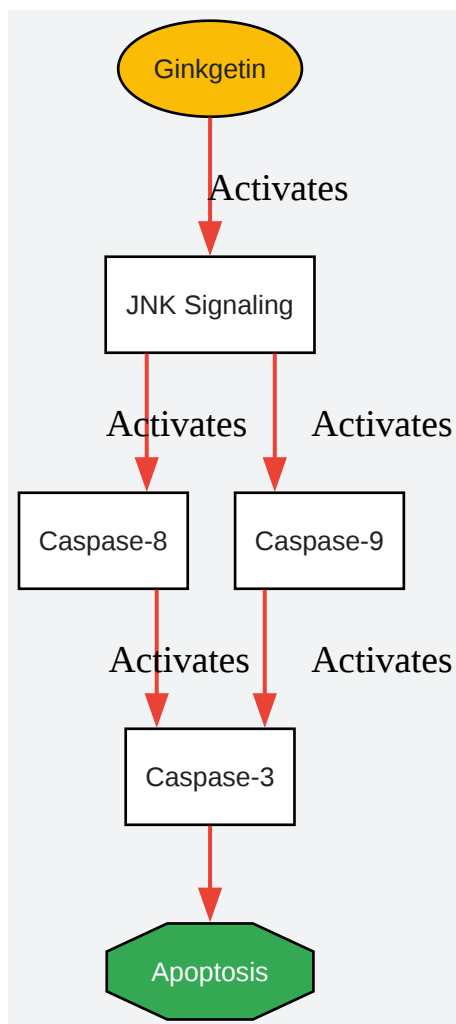 Ginkgetin
Activates
JNK Signaling
Activates
Activates
Caspase-8
Caspase-9
Activates
Activates
Caspase-3
Apoptosis